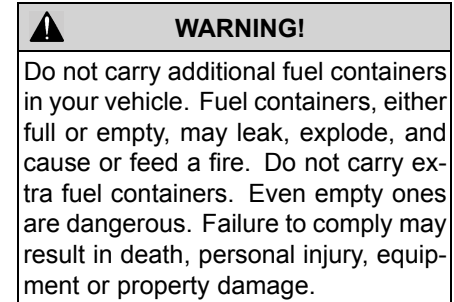 WARNING!
Do not carry additional fuel containers
in your vehicle. Fuel containers, either
full or empty, may leak, explode, and
cause or feed a fire. Do not carry ex-
tra fuel containers. Even empty ones
are dangerous. Failure to comply may
result in death, personal injury, equip-
ment or property damage.